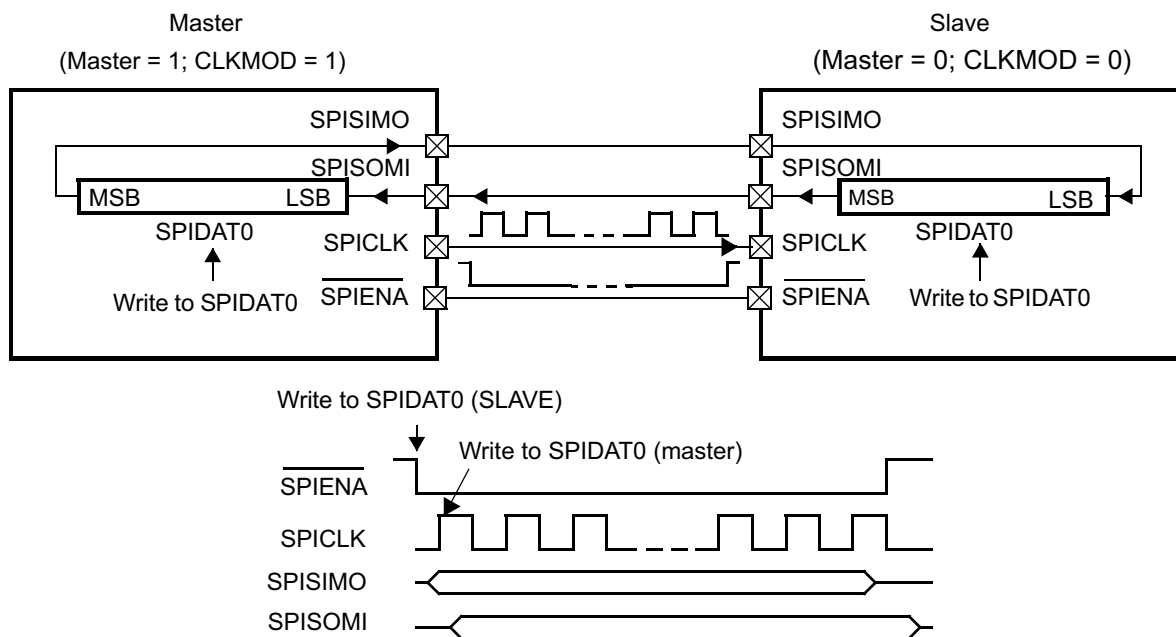 Master
Slave
(Master = 1; CLKMOD = 1)
(Master = 0; CLKMOD = 0)
SPISIMO
SPISIMO
SPISOMI
SPISOMI
MSB
LSB
MSB
LSB
SPIDAT0
SPICLK
SPICLK
SPIDAT0
Write to SPIDAT0
SPIENA
SPIENA
Write to SPIDAT0
Write to SPIDAT0 (SLAVE)
Write to SPIDAT0 (master)
SPIENA
SPICLK
SPISIMO
SPISOMI